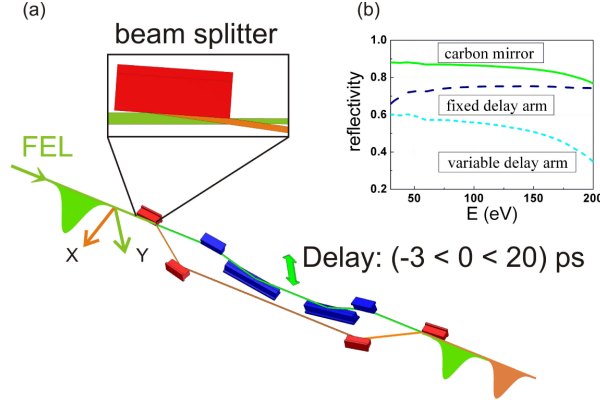 (a)
beam splitter
FEL
X
Y
Delay: (-3 < 0 < 20) ps
(b)
1.0
0.8
0.6
0.4
0.2
reflectivity
carbon mirror
fixed delay arm
variable delay arm
50
100
150
200
E (eV)